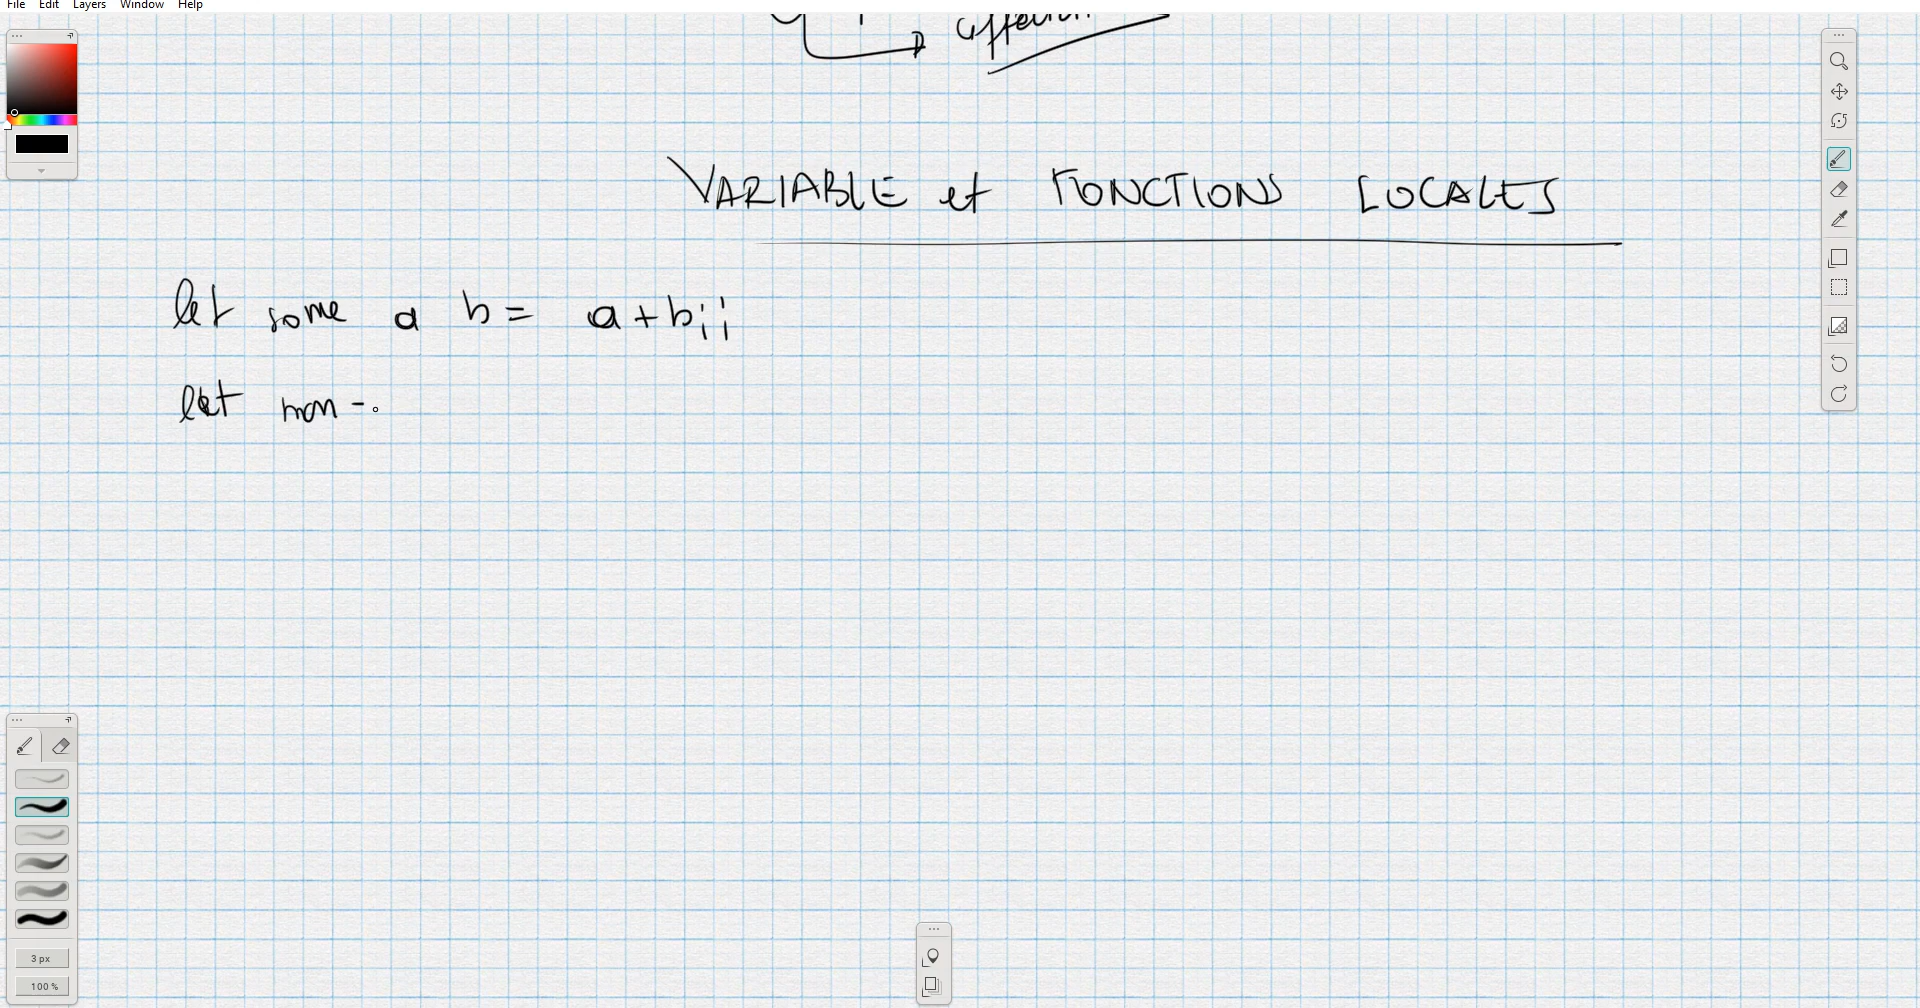 File Edit Layers Window Help
VARIABLE et FONCTIONS LOCALES
let some a b = a+b;;
let mon-
3 px
100 %